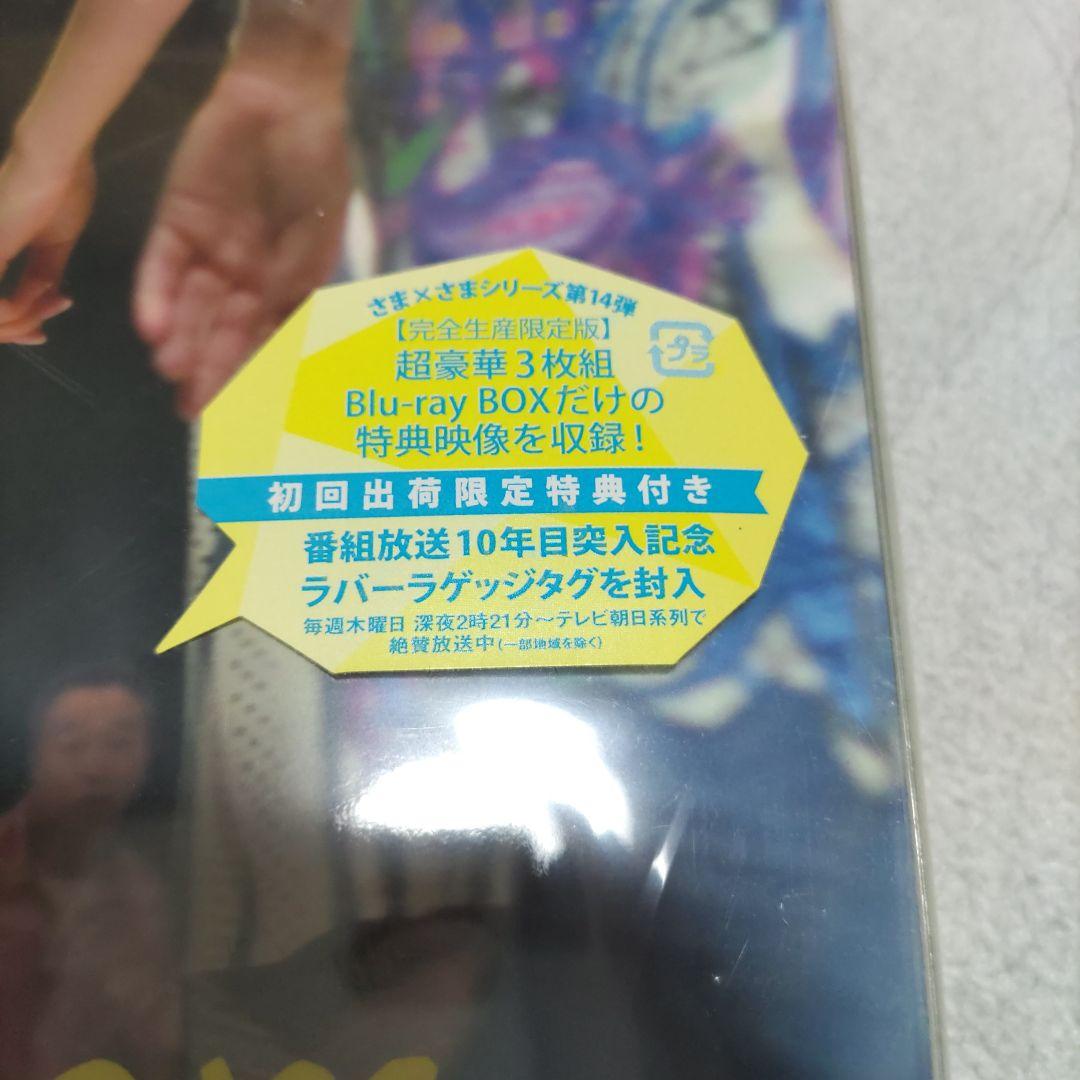 さま×さまシリーズ第14弾
【完全生産限定版】
プラ
超豪華3枚組
Blu-ray BOXだけの
特典映像を収録!
初回出荷限定特典付き
番組放送10年目突入記念
ラバーラゲッジタグを封入
毎週木曜日 深夜2時21分〜テレビ朝日系列で
絶賛放送中(一部地域を除く)